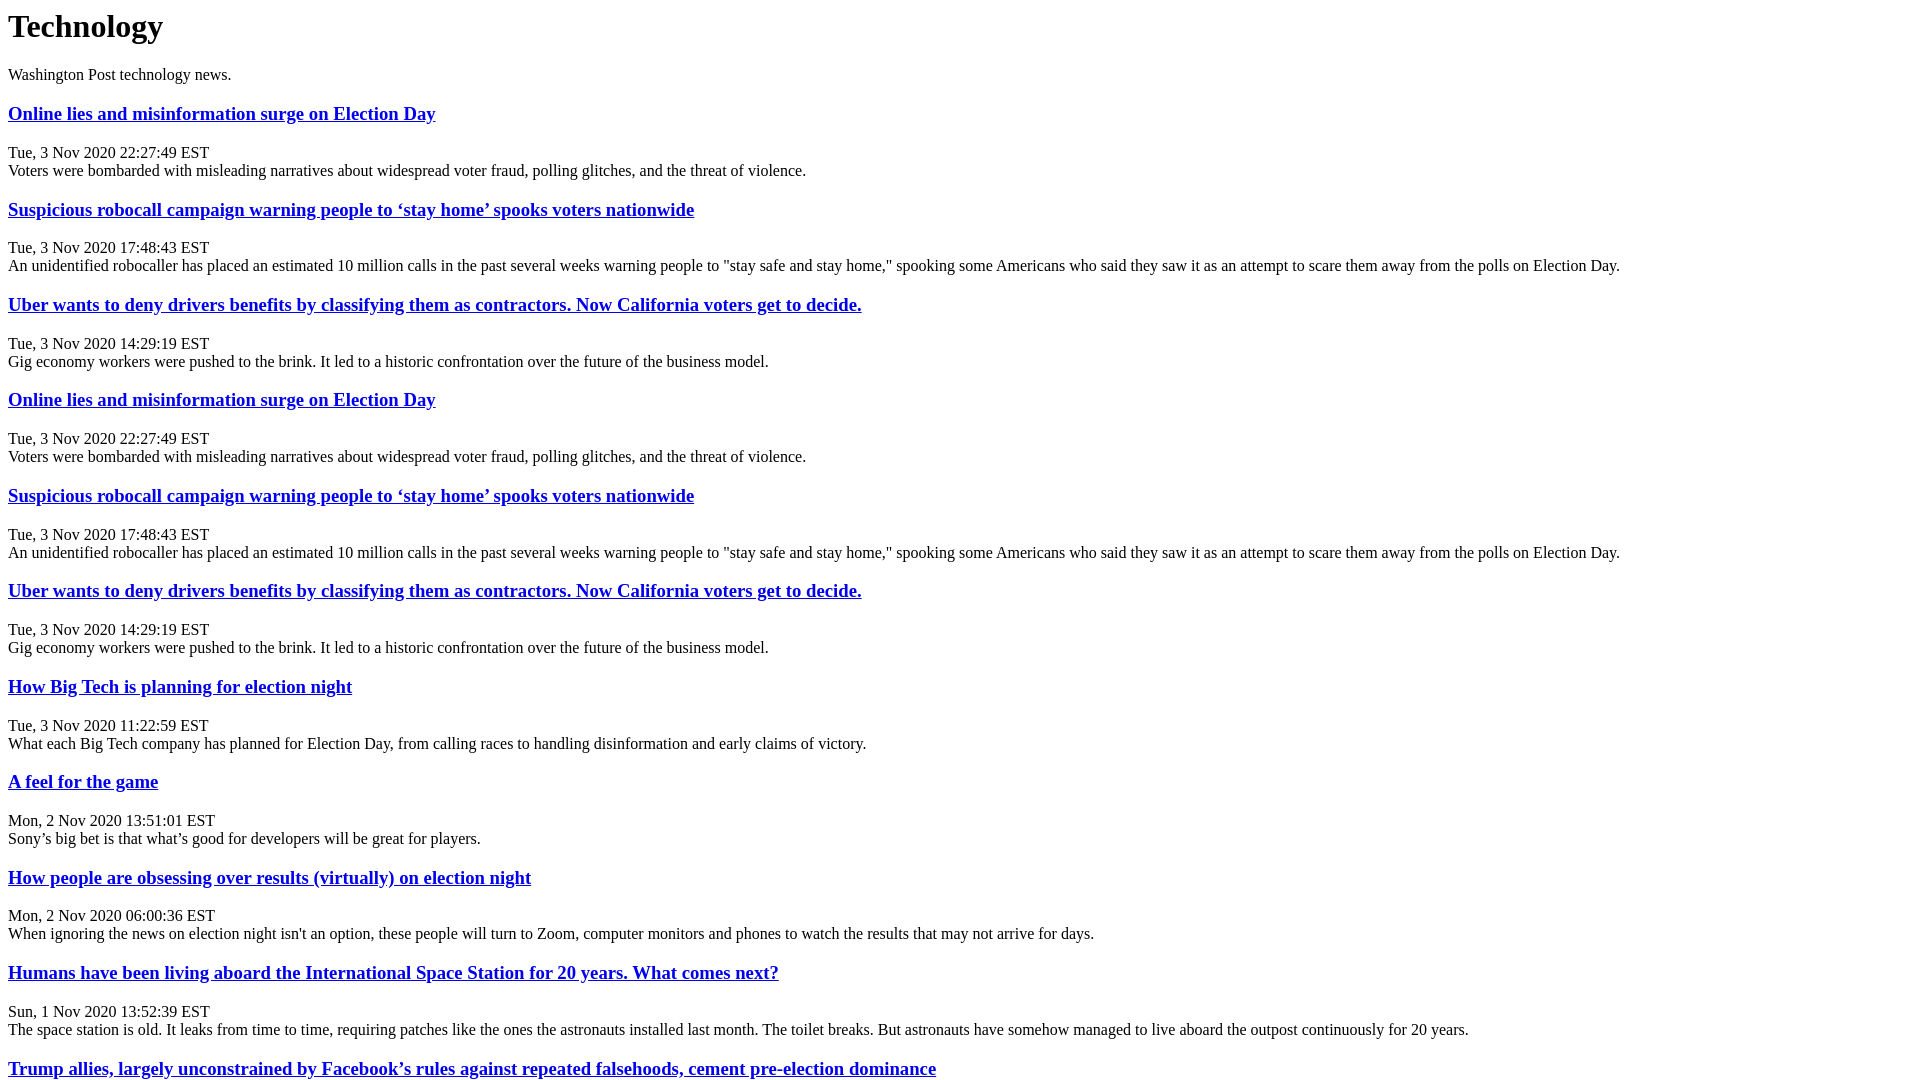 Technology
Washington Post technology news.
Online lies and misinformation surge on Election Day
Tue, 3 Nov 2020 22:27:49 EST
Voters were bombarded with misleading narratives about widespread voter fraud, polling glitches, and the threat of violence.
Suspicious robocall campaign warning people to ‘stay home’ spooks voters nationwide
Tue, 3 Nov 2020 17:48:43 EST
An unidentified robocaller has placed an estimated 10 million calls in the past several weeks warning people to "stay safe and stay home," spooking some Americans who said they saw it as an attempt to scare them away from the polls on Election Day.
Uber wants to deny drivers benefits by classifying them as contractors. Now California voters get to decide.
Tue, 3 Nov 2020 14:29:19 EST
Gig economy workers were pushed to the brink. It led to a historic confrontation over the future of the business model.
Online lies and misinformation surge on Election Day
Tue, 3 Nov 2020 22:27:49 EST
Voters were bombarded with misleading narratives about widespread voter fraud, polling glitches, and the threat of violence.
Suspicious robocall campaign warning people to ‘stay home’ spooks voters nationwide
Tue, 3 Nov 2020 17:48:43 EST
An unidentified robocaller has placed an estimated 10 million calls in the past several weeks warning people to "stay safe and stay home," spooking some Americans who said they saw it as an attempt to scare them away from the polls on Election Day.
Uber wants to deny drivers benefits by classifying them as contractors. Now California voters get to decide.
Tue, 3 Nov 2020 14:29:19 EST
Gig economy workers were pushed to the brink. It led to a historic confrontation over the future of the business model.
How Big Tech is planning for election night
Tue, 3 Nov 2020 11:22:59 EST
What each Big Tech company has planned for Election Day, from calling races to handling disinformation and early claims of victory.
A feel for the game
Mon, 2 Nov 2020 13:51:01 EST
Sony’s big bet is that what’s good for developers will be great for players.
How people are obsessing over results (virtually) on election night
Mon, 2 Nov 2020 06:00:36 EST
When ignoring the news on election night isn't an option, these people will turn to Zoom, computer monitors and phones to watch the results that may not arrive for days.
Humans have been living aboard the International Space Station for 20 years. What comes next?
Sun, 1 Nov 2020 13:52:39 EST
The space station is old. It leaks from time to time, requiring patches like the ones the astronauts installed last month. The toilet breaks. But astronauts have somehow managed to live aboard the outpost continuously for 20 years.
Trump allies, largely unconstrained by Facebook’s rules against repeated falsehoods, cement pre-election dominance